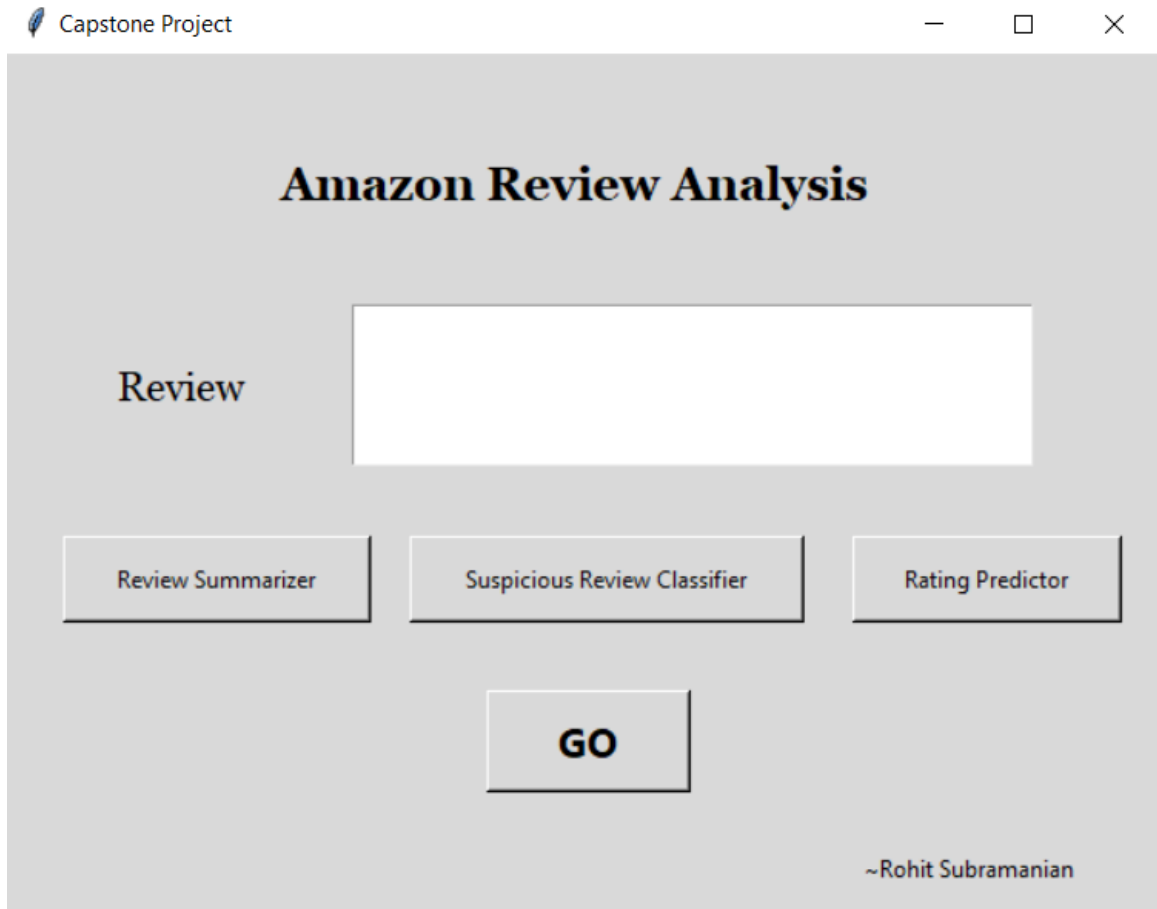 Capstone Project
Amazon Review Analysis
Review
Review Summarizer
Suspicious Review Classifier
Rating Predictor
GO
~Rohit Subramanian